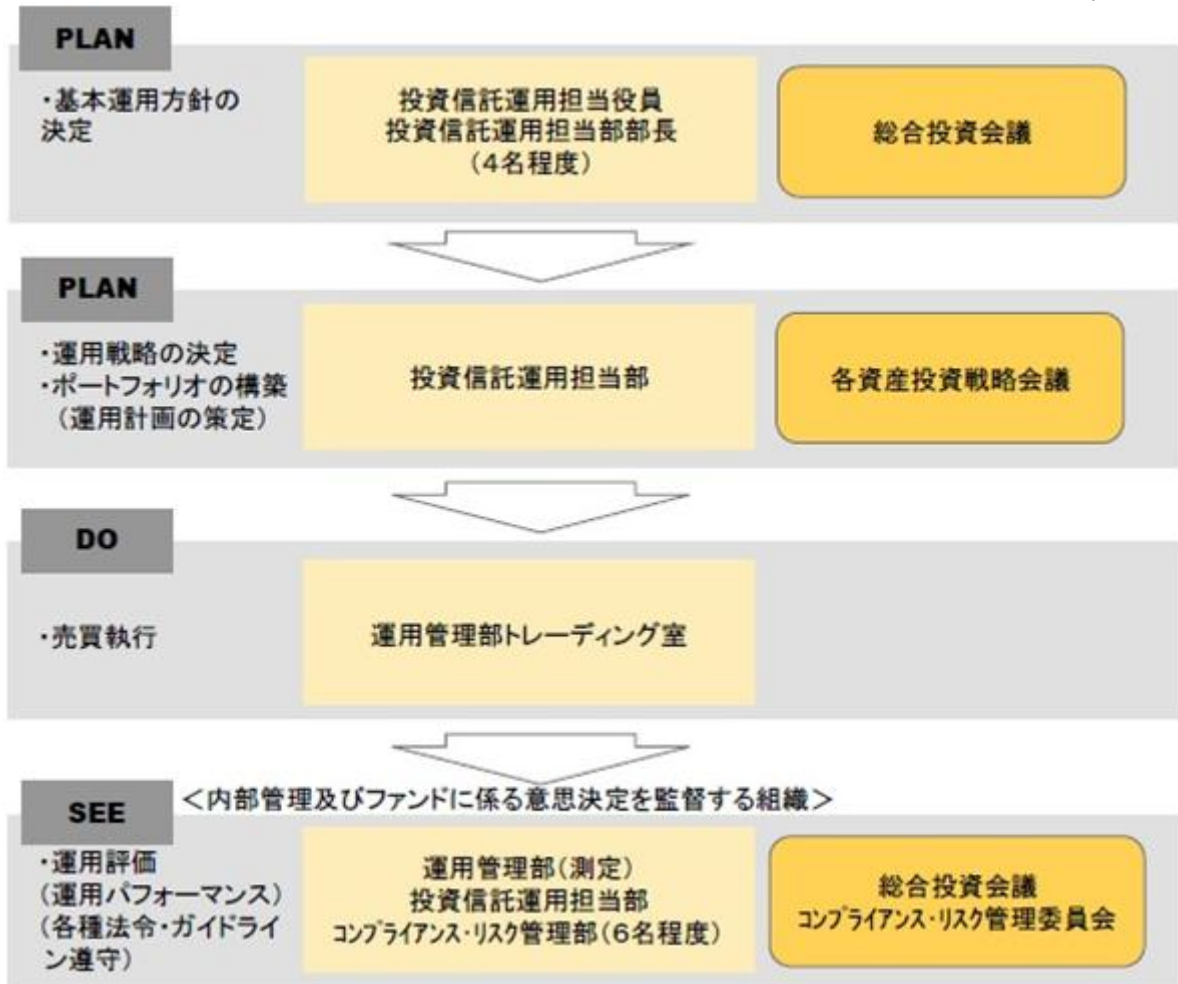 PLAN
・基本運用方針の
決定
投資信託運用担当役員
投資信託運用担当部部長
(4名程度)
総合投資会議
PLAN
・運用戦略の決定
・ポートフォリオの構築
(運用計画の策定)
投資信託運用担当部
各資産投資戦略会議
DO
・売買執行
運用管理部トレーディング室
SEE
<内部管理及びファンドに係る意思決定を監督する組織>
・運用評価
(運用パフォーマンス)
(各種法令・ガイドライ
ン遵守)
運用管理部(測定)
投資信託運用担当部
コンプライアンス・リスク管理部(6名程度)
総合投資会議
コンプライアンス・リスク管理委員会